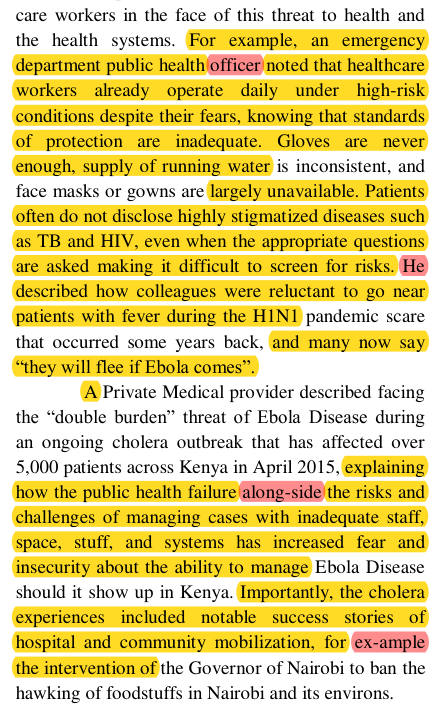 care workers in the face of this threat to health and
the health systems. For example, an emergency
department public health officer noted that healthcare
workers already operate daily under high-risk
conditions despite their fears, knowing that standards
of protection are inadequate. Gloves are never
enough, supply of running water is inconsistent, and
face masks or gowns are largely unavailable. Patients
often do not disclose highly stigmatized diseases such
as TB and HIV, even when the appropriate questions
are asked making it difficult to screen for risks. He
described how colleagues were reluctant to go near
patients with fever during the H1N1 pandemic scare
that occurred some years back, and many now say
“they will flee if Ebola comes”.
A Private Medical provider described facing
the “double burden” threat of Ebola Disease during
an ongoing cholera outbreak that has affected over
5,000 patients across Kenya in April 2015, explaining
how the public health failure along-side the risks and
challenges of managing cases with inadequate staff,
space, stuff, and systems has increased fear and
insecurity about the ability to manage Ebola Disease
should it show up in Kenya. Importantly, the cholera
experiences included notable success stories of
hospital and community mobilization, for ex-ample
the intervention of the Governor of Nairobi to ban the
hawking of foodstuffs in Nairobi and its environs.